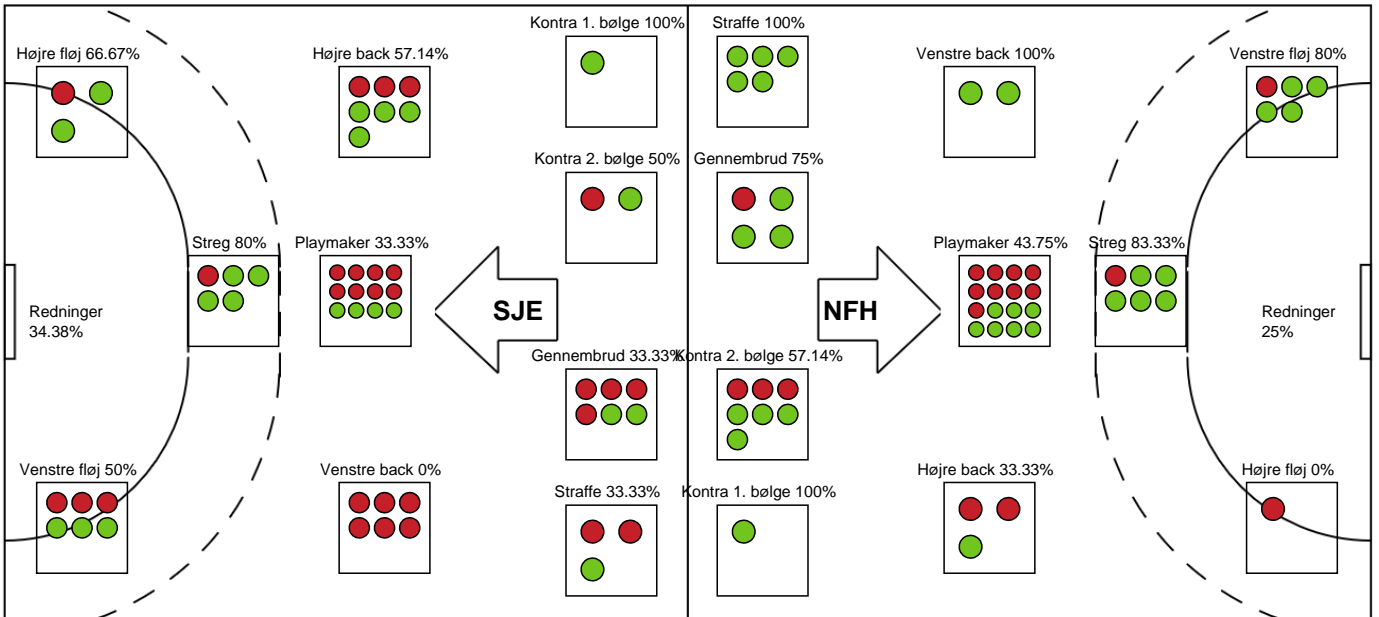 Kontra 1. bølge 100%
Straffe 100%
Højre fløj 66.67%
Højre back 57.14%
Venstre back 100%
Venstre fløj 80%
Kontra 2. bølge 50%
Gennembrud 75%
Streg 80%
Playmaker 33.33%
Playmaker 43.75%
Streg 83.33%
Redninger
34.38%
SJE
NFH
Redninger
25%
Gennembrud 33.33%
Kontra 2. bølge 57.14%
Venstre fløj 50%
Venstre back 0%
Højre back 33.33%
Højre fløj 0%
Straffe 33.33%
Kontra 1. bølge 100%